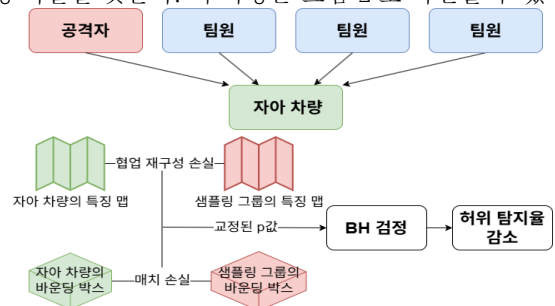 공격자 팀원 팀원 팀원
자아 차량
협업 재구성 손실
자아 차량의 특징 맵
샘플링 그룹의 특징 맵
교정된 p값
BH 검정
허위 탐지율
감소
자아 차량의
바운딩 박스
매치 손실
샘플링 그룹의
바운딩 박스